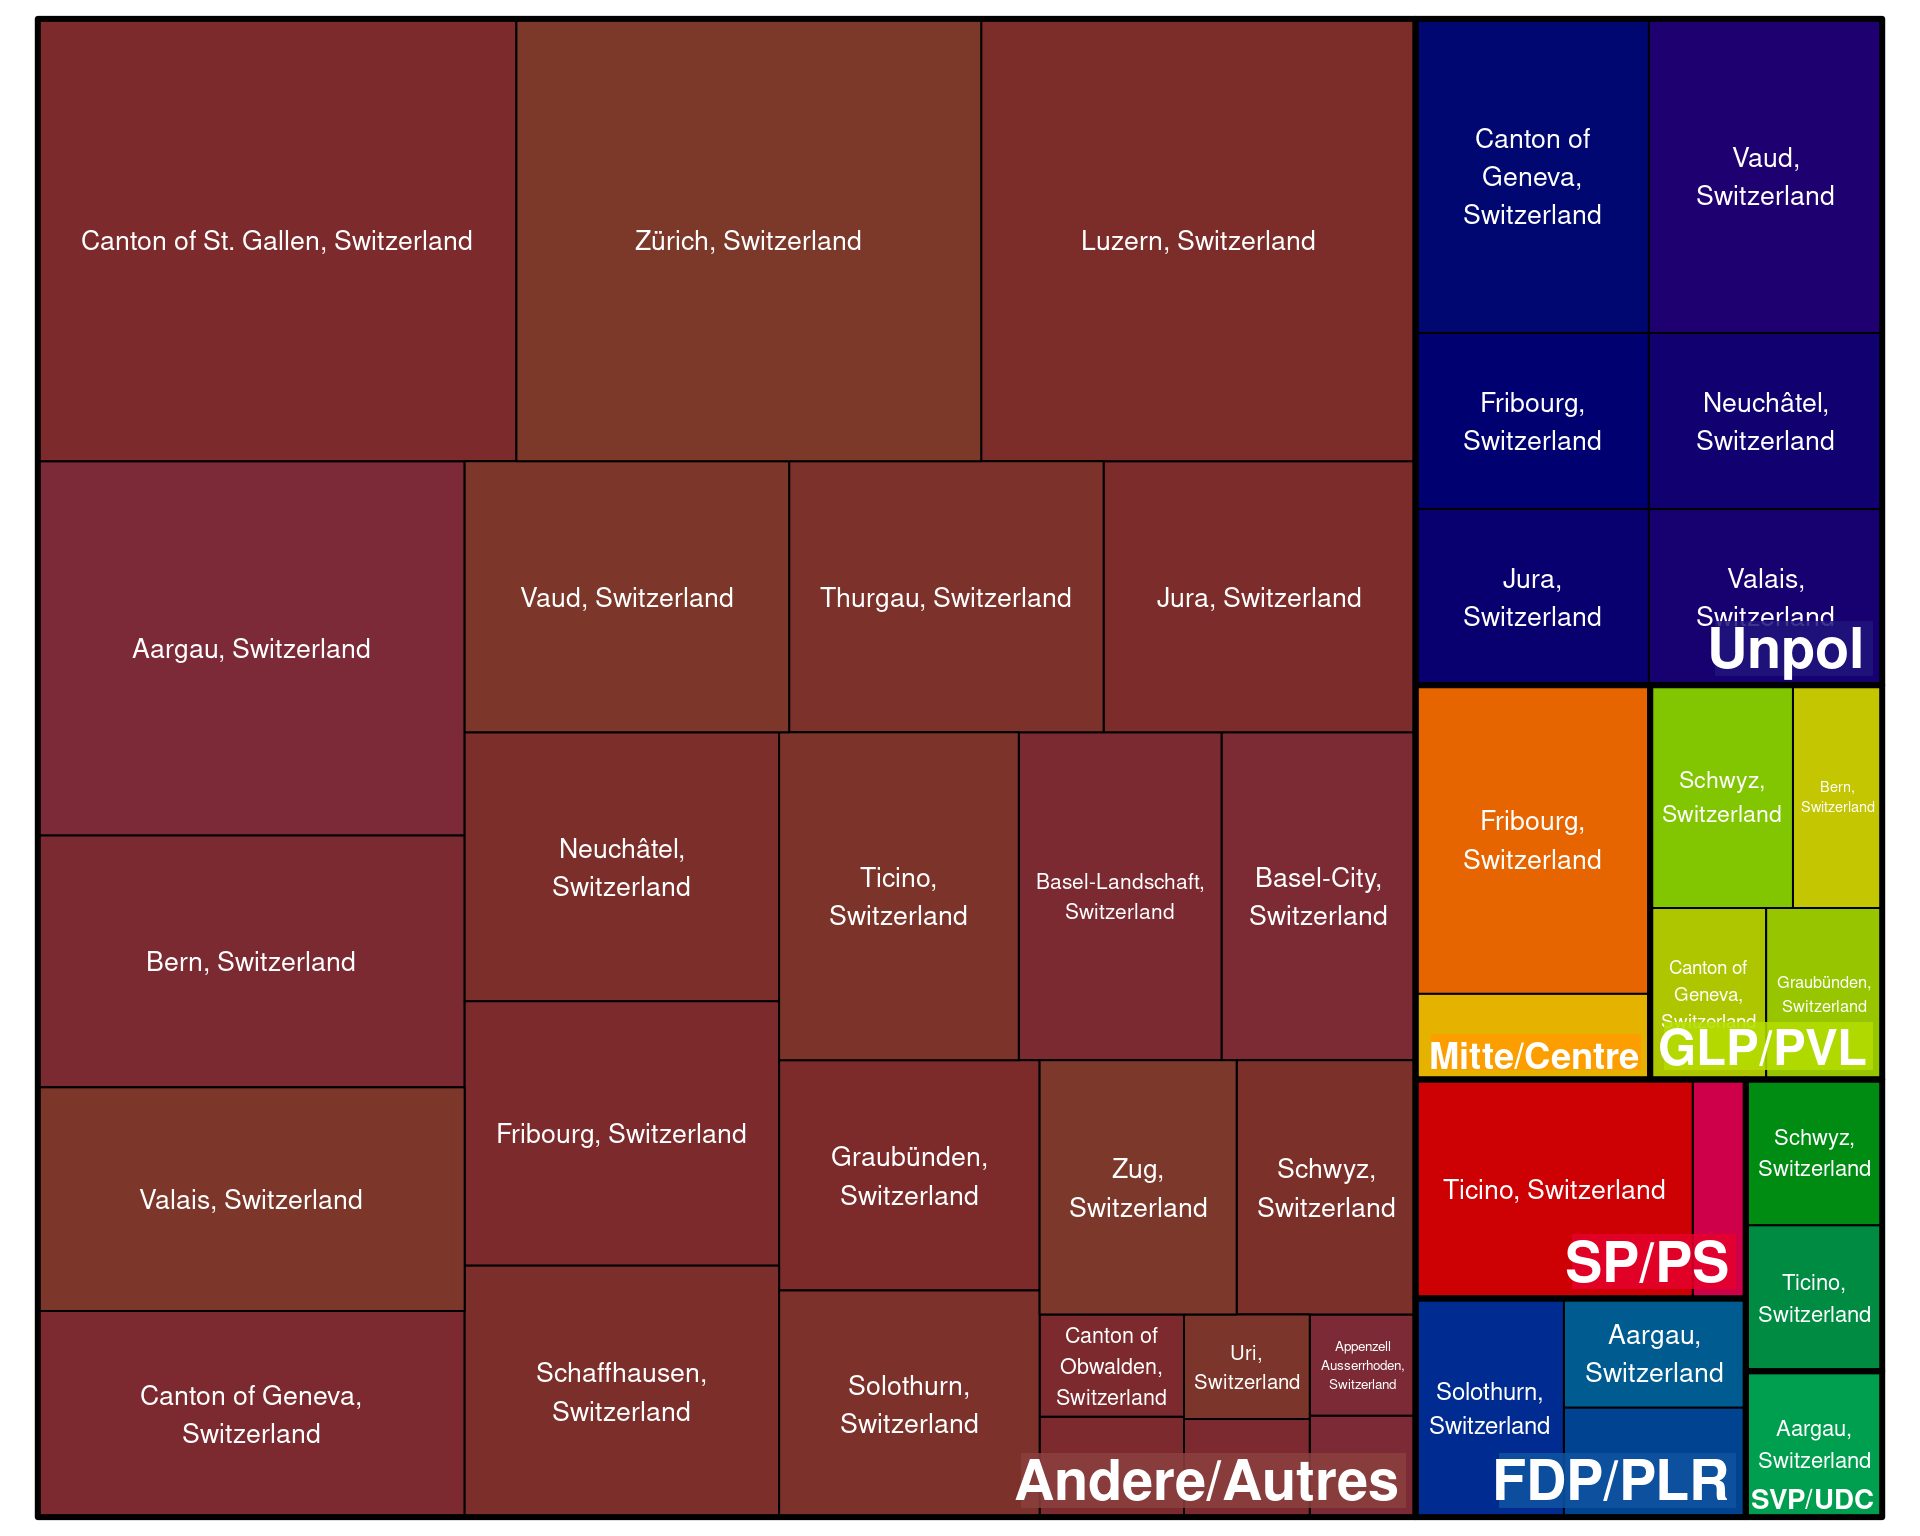 Canton of St. Gallen, Switzerland
Zürich, Switzerland
Luzern, Switzerland
Aargau, Switzerland
Vaud, Switzerland
Thurgau, Switzerland
Jura, Switzerland
Bern, Switzerland
Neuchâtel,
Switzerland
Ticino,
Switzerland
Basel-Landschaft,
Switzerland
Basel-City,
Switzerland
Valais, Switzerland
Fribourg, Switzerland
Graubünden,
Switzerland
Zug,
Switzerland
Schwyz,
Switzerland
Canton of Geneva,
Switzerland
Schaffhausen,
Switzerland
Solothurn,
Switzerland
Canton of
Obwalden,
Switzerland
Uri,
Switzerland
Appenzell
Ausserrhoden,
Switzerland
Andere/Autres
Canton of
Geneva,
Switzerland
Vaud,
Switzerland
Fribourg,
Switzerland
Neuchâtel,
Switzerland
Jura,
Switzerland
Valais,
Switzerland
Unpol
Fribourg,
Switzerland
Mitte/Centre
Schwyz,
Switzerland
Bern,
Switzerland
Canton of
Geneva,
Switzerland
Graubünden,
Switzerland
GLP/PVL
Ticino, Switzerland
SP/PS
Schwyz,
Switzerland
Ticino,
Switzerland
Solothurn,
Switzerland
Aargau,
Switzerland
FDP/PLR
Aargau,
Switzerland
SVP/UDC